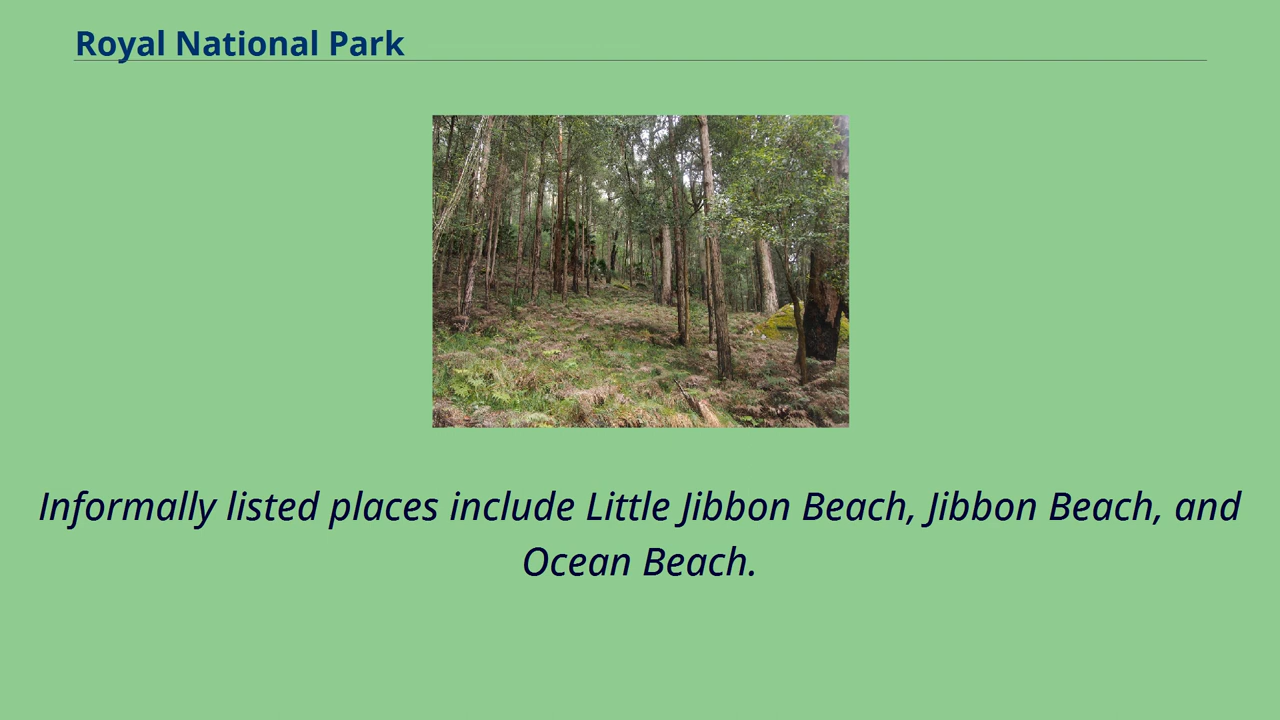 Royal National Park
Informally listed places include Little Jibbon Beach, Jibbon Beach, and
Ocean Beach.